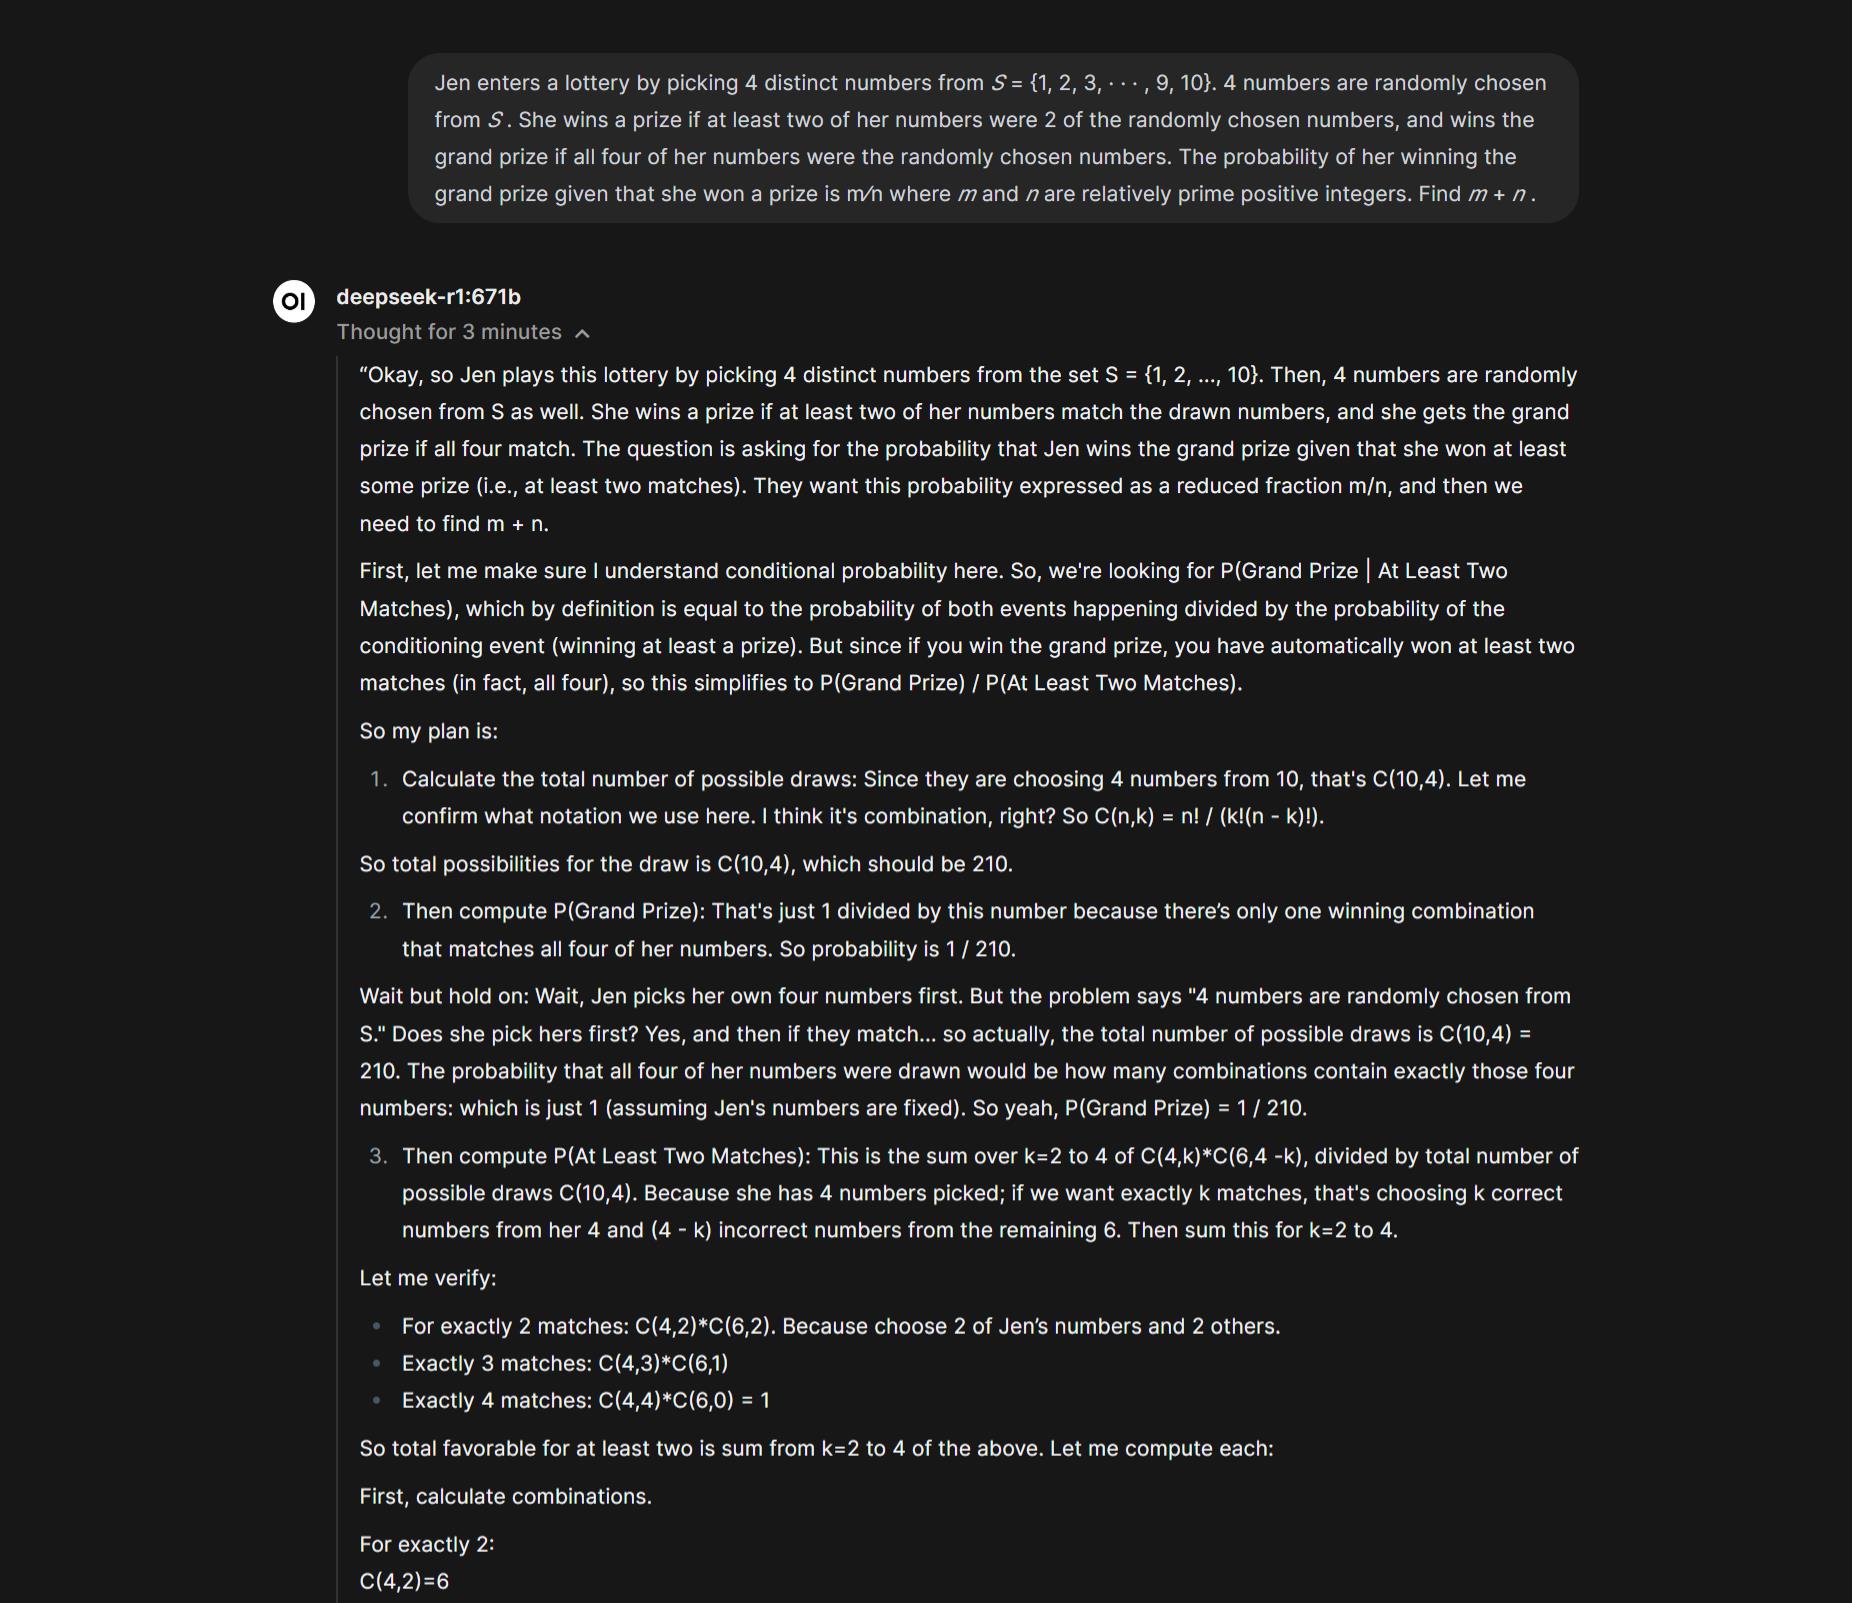 Jen enters a lottery by picking 4 distinct numbers from S = {1, 2, 3, · · · , 9, 10}. 4 numbers are randomly chosen
from S . She wins a prize if at least two of her numbers were 2 of the randomly chosen numbers, and wins the
grand prize if all four of her numbers were the randomly chosen numbers. The probability of her winning the
grand prize given that she won a prize is m⁄n where m and n are relatively prime positive integers. Find m + n .
OI
deepseek-r1:671b
Thought for 3 minutes
“Okay, so Jen plays this lottery by picking 4 distinct numbers from the set S = {1, 2, ..., 10}. Then, 4 numbers are randomly
chosen from S as well. She wins a prize if at least two of her numbers match the drawn numbers, and she gets the grand
prize if all four match. The question is asking for the probability that Jen wins the grand prize given that she won at least
some prize (i.e., at least two matches). They want this probability expressed as a reduced fraction m/n, and then we
need to find m + n.
First, let me make sure I understand conditional probability here. So, we're looking for P(Grand Prize | At Least Two
Matches), which by definition is equal to the probability of both events happening divided by the probability of the
conditioning event (winning at least a prize). But since if you win the grand prize, you have automatically won at least two
matches (in fact, all four), so this simplifies to P(Grand Prize) / P(At Least Two Matches).
So my plan is:
1. Calculate the total number of possible draws: Since they are choosing 4 numbers from 10, that's C(10,4). Let me
confirm what notation we use here. I think it's combination, right? So C(n,k) = n! / (k!(n - k)!).
So total possibilities for the draw is C(10,4), which should be 210.
2. Then compute P(Grand Prize): That's just 1 divided by this number because there’s only one winning combination
that matches all four of her numbers. So probability is 1 / 210.
Wait but hold on: Wait, Jen picks her own four numbers first. But the problem says "4 numbers are randomly chosen from
S." Does she pick hers first? Yes, and then if they match... so actually, the total number of possible draws is C(10,4) =
210. The probability that all four of her numbers were drawn would be how many combinations contain exactly those four
numbers: which is just 1 (assuming Jen's numbers are fixed). So yeah, P(Grand Prize) = 1 / 210.
3. Then compute P(At Least Two Matches): This is the sum over k=2 to 4 of C(4,k)*C(6,4 -k), divided by total number of
possible draws C(10,4). Because she has 4 numbers picked; if we want exactly k matches, that's choosing k correct
numbers from her 4 and (4 - k) incorrect numbers from the remaining 6. Then sum this for k=2 to 4.
Let me verify:
• For exactly 2 matches: C(4,2)*C(6,2). Because choose 2 of Jen’s numbers and 2 others.
• Exactly 3 matches: C(4,3)*C(6,1)
• Exactly 4 matches: C(4,4)*C(6,0) = 1
So total favorable for at least two is sum from k=2 to 4 of the above. Let me compute each:
First, calculate combinations.
For exactly 2:
C(4,2)=6